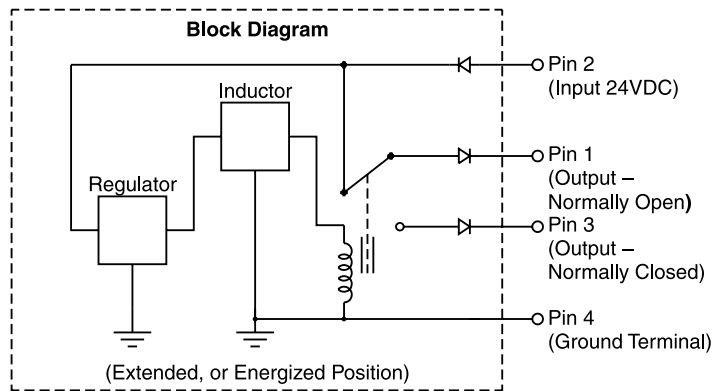 Block Diagram
Pin 2
(Input 24VDC)
Inductor
Pin 1
(Output –
Normally Open)
Regulator
Pin 3
(Output –
Normally Closed)
Pin 4
(Ground Terminal)
(Extended, or Energized Position)